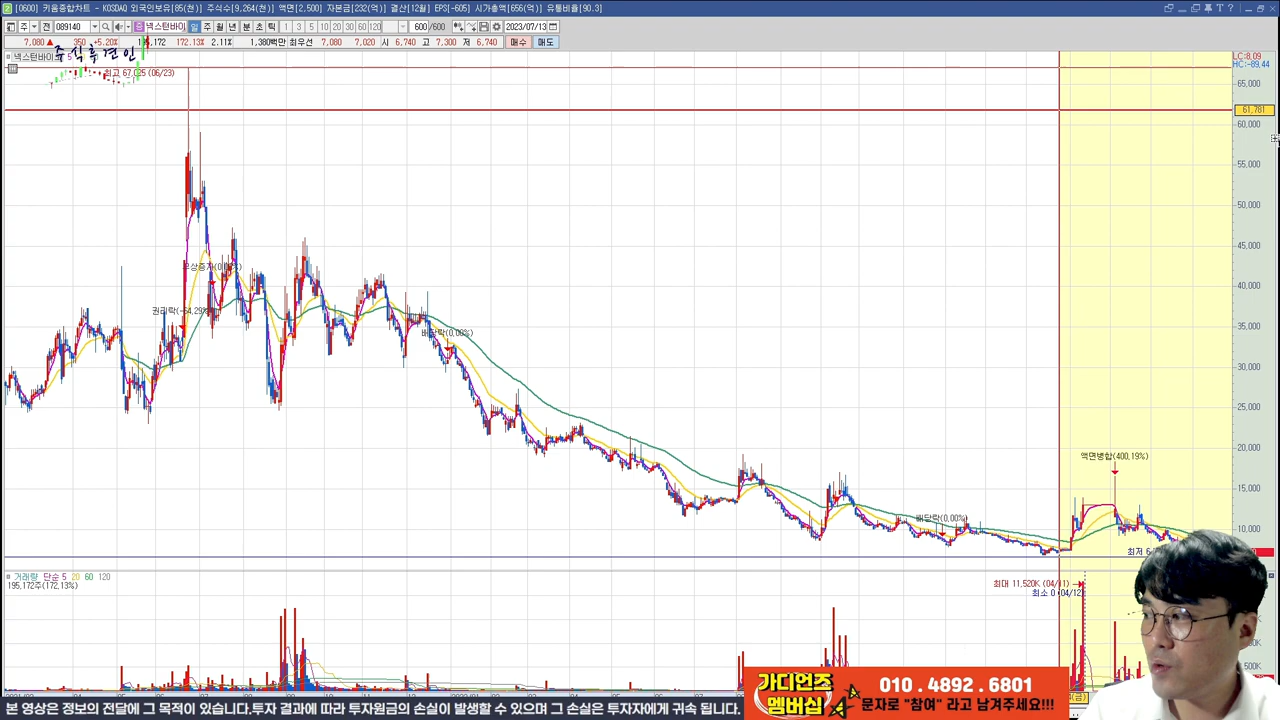 [0600] 키움종합차트 - KOSDAQ 외국인보유[85(천)] 주식수[9,264(천)] 액면[2,500] 자본금[232(억)] 결산[12월] EPS[-605] 시가총액[656(억)] 유통비율[90.3]
주 전 089140 넥스턴바이 일 주 월 년 분 초 틱 1 3 5 10 20 30 60 120 600 /600 2023/07/13
7,080 ▲ 350 +5.20% 195,172 172.13% 2.11% 1,380백만 최우선 7,080 7,020 시 6,740 고 7,300 저 6,740 매수 매도
주식후견인
넥스턴바이오 5
최고 67,025 (06/23)
LC:8.09
HC:-89.44
65,000
61,781
60,000
55,000
50,000
45,000
무상증자(0.00%)
40,000
권리락(-54.29%)
35,000
배당락(0.00%)
30,000
25,000
20,000
액면병합(400.19%)
15,000
배당락(0.00%)
10,000
최저 6
거래량 단순 5 20 60 120
195,172주(172.13%)
최대 11,520K (04/11)
최소 0 (04/12)
500K
가디언즈 멤버십
010 . 4892 . 6801
문자로 "참여" 라고 남겨주세요!!!
본 영상은 정보의 전달에 그 목적이 있습니다.투자 결과에 따라 투자원금의 손실이 발생할 수 있으며 그 손실은 투자자에게 귀속 됩니다.